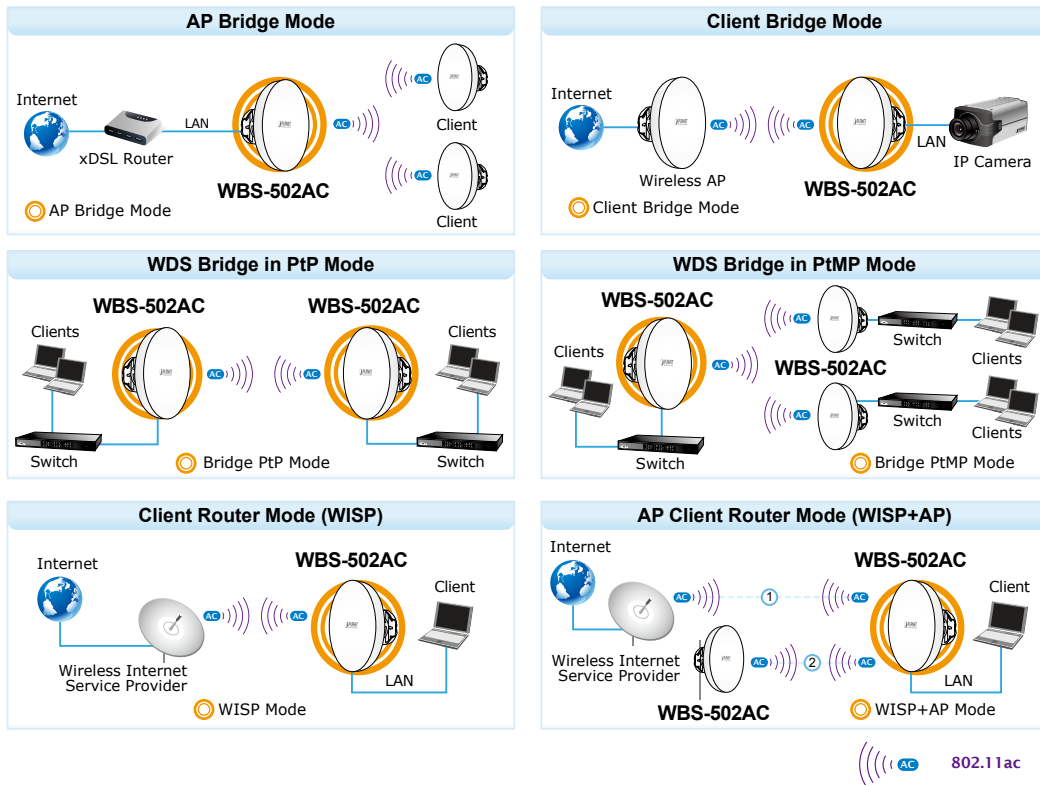 AP Bridge Mode
Internet
xDSL Router
LAN
AC
AC
AC
Client
Client
WBS-502AC
AP Bridge Mode
Client Bridge Mode
Internet
Wireless AP
AC
AC
LAN
IP Camera
WBS-502AC
Client Bridge Mode
WDS Bridge in PtP Mode
WBS-502AC
WBS-502AC
Clients
Clients
AC
AC
Switch
Switch
Bridge PtP Mode
WDS Bridge in PtMP Mode
WBS-502AC
Clients
AC
AC
AC
Switch
Clients
WBS-502AC
Switch
Clients
Switch
Bridge PtMP Mode
Client Router Mode (WISP)
Internet
WBS-502AC
Client
AC
AC
Wireless Internet
Service Provider
LAN
WISP Mode
AP Client Router Mode (WISP+AP)
Internet
WBS-502AC
Client
AC
1
AC
Wireless Internet
Service Provider
AC
2
AC
LAN
WBS-502AC
WISP+AP Mode
AC
802.11ac